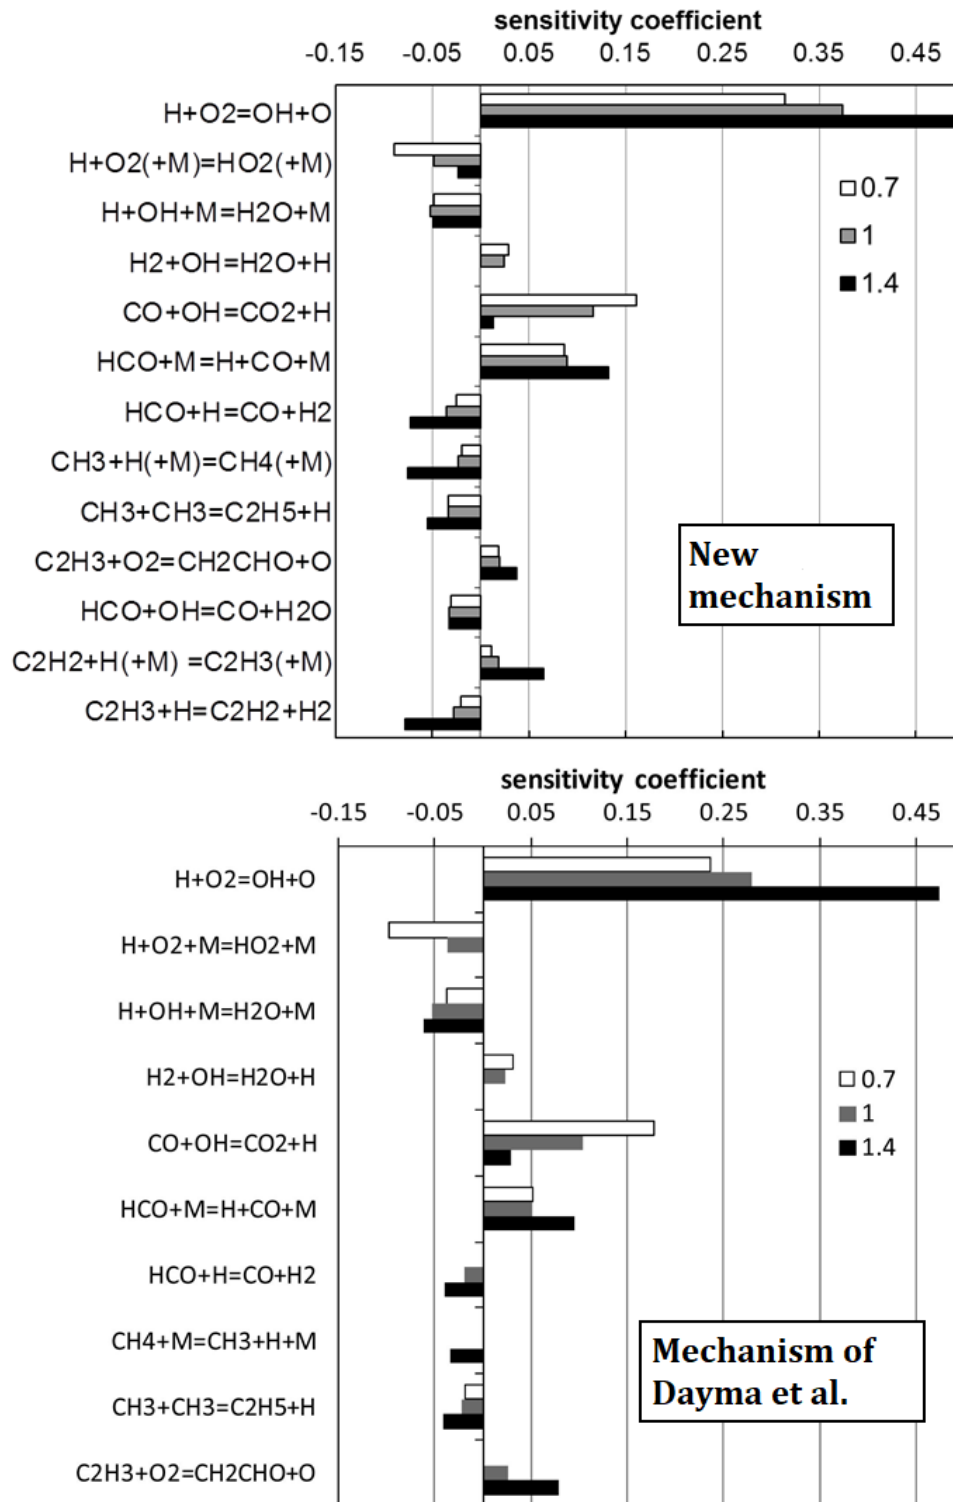 sensitivity coefficient
-0.15 -0.05 0.05 0.15 0.25 0.35 0.45
H+O2=OH+O
H+O2(+M)=HO2(+M)
H+OH+M=H2O+M
H2+OH=H2O+H
CO+OH=CO2+H
HCO+M=H+CO+M
HCO+H=CO+H2
CH3+H(+M)=CH4(+M)
CH3+CH3=C2H5+H
C2H3+O2=CH2CHO+O
HCO+OH=CO+H2O
C2H2+H(+M) =C2H3(+M)
C2H3+H=C2H2+H2
0.7
1
1.4
New
mechanism
sensitivity coefficient
-0.15 -0.05 0.05 0.15 0.25 0.35 0.45
H+O2=OH+O
H+O2+M=HO2+M
H+OH+M=H2O+M
H2+OH=H2O+H
CO+OH=CO2+H
HCO+M=H+CO+M
HCO+H=CO+H2
CH4+M=CH3+H+M
CH3+CH3=C2H5+H
C2H3+O2=CH2CHO+O
0.7
1
1.4
Mechanism of
Dayma et al.